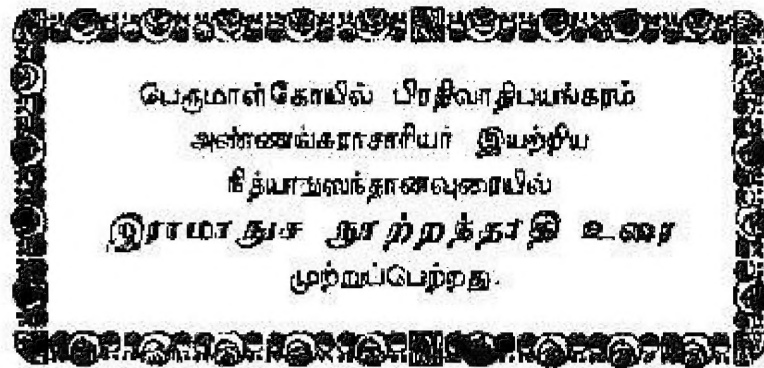 பெருமாள்கோயில் பிரதிவாதிபயங்கரம்
அண்ணங்கராசாரியர் இயற்றிய
நித்யாநுஸந்தானவுரையில்
இராமாநுச நூற்றந்தாதி உரை
முற்றுப்பெற்றது.